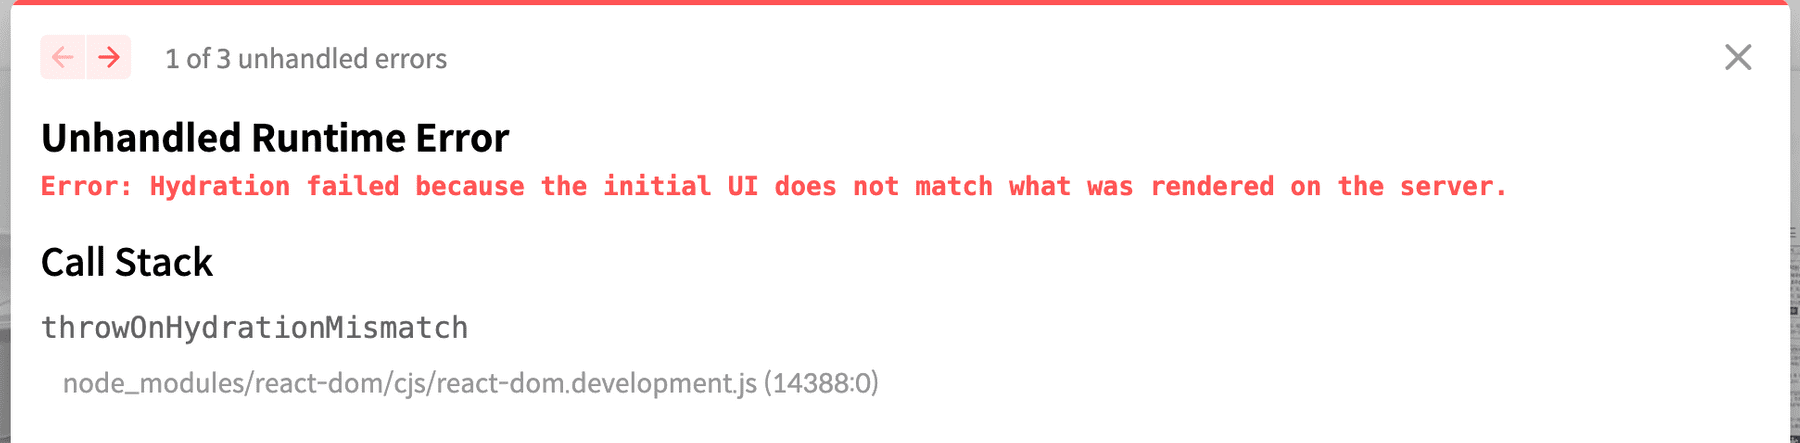 1 of 3 unhandled errors
Unhandled Runtime Error
Error: Hydration failed because the initial UI does not match what was rendered on the server.
Call Stack
throwOnHydrationMismatch
node_modules/react-dom/cjs/react-dom.development.js (14388:0)